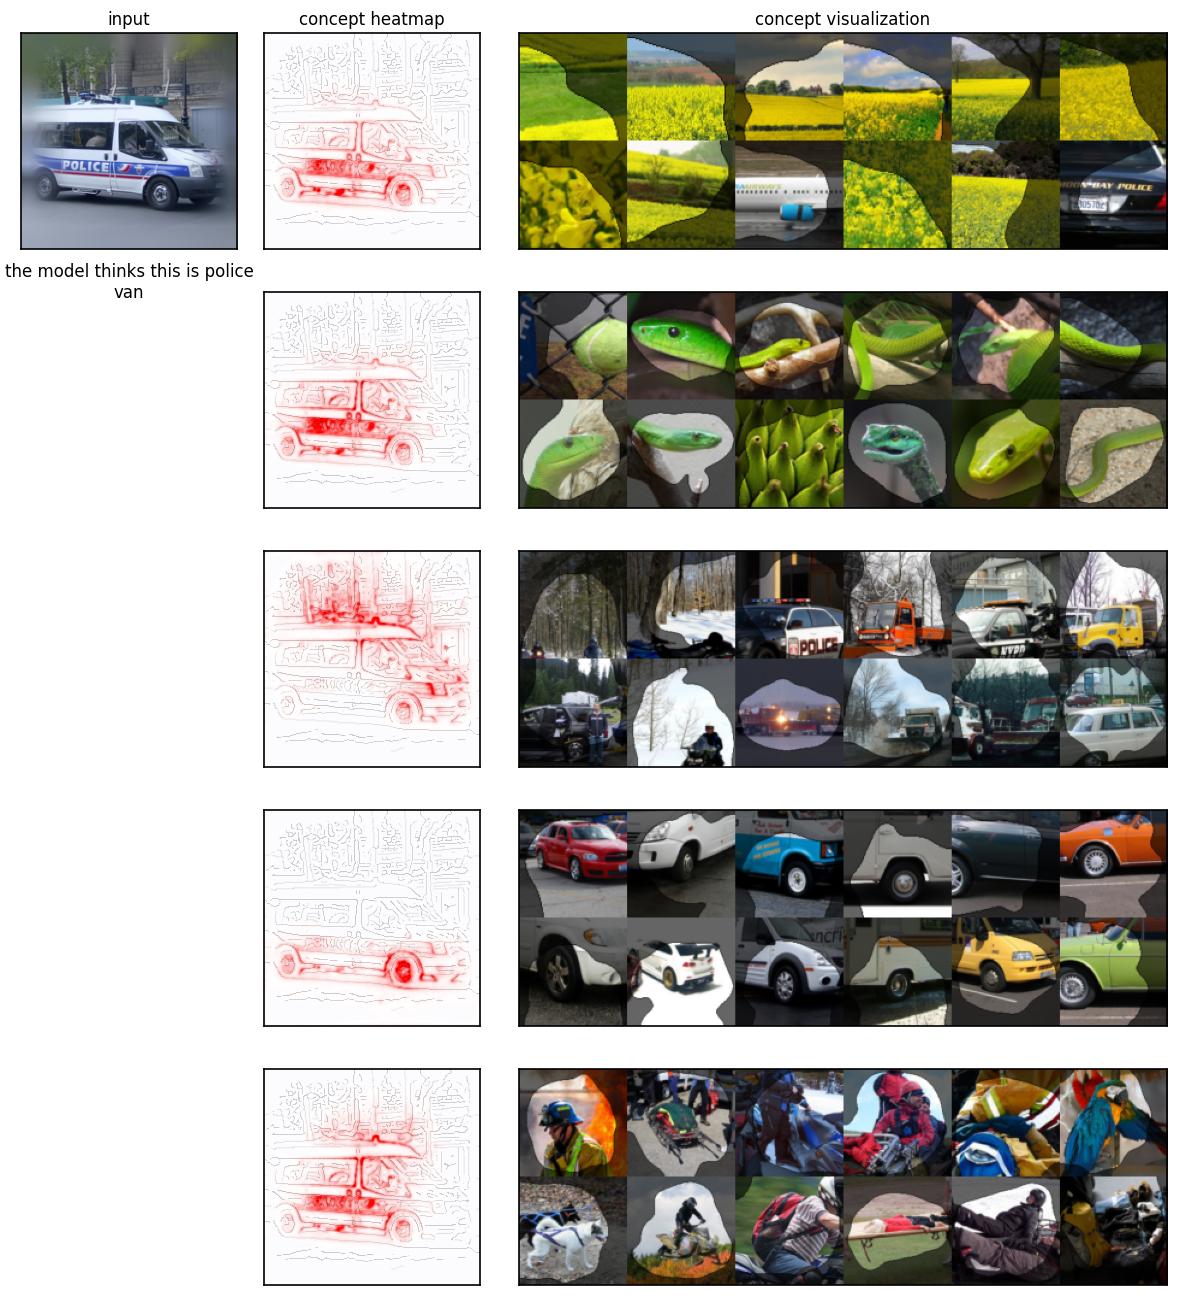 input
concept heatmap
concept visualization
POLICE
the model thinks this is police
van
POLICE
NYPD